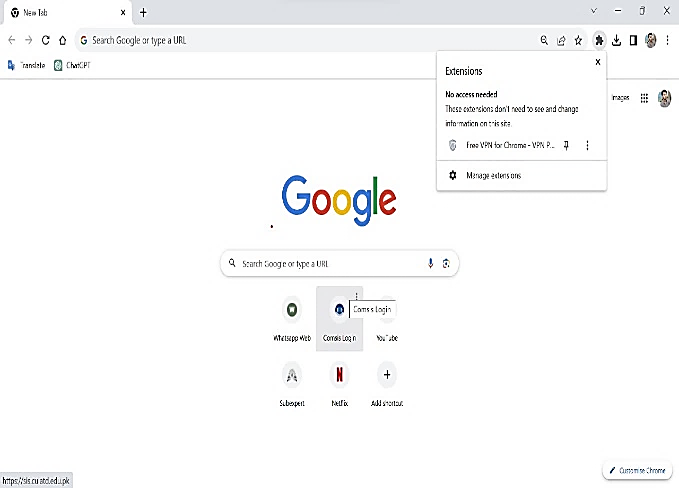 New Tab
Search Google or type a URL
Translate
ChatGPT
Extensions
No access needed
These extensions don't need to see and change
information on this site.
Free VPN for Chrome - VPN P...
Manage extensions
Images
Google
Search Google or type a URL
Whatsapp Web
Comsis Login
YouTube
Comsis Login
Subexpert
Netflix
Add shortcut
Customise Chrome
https://sis.cuiatd.edu.pk